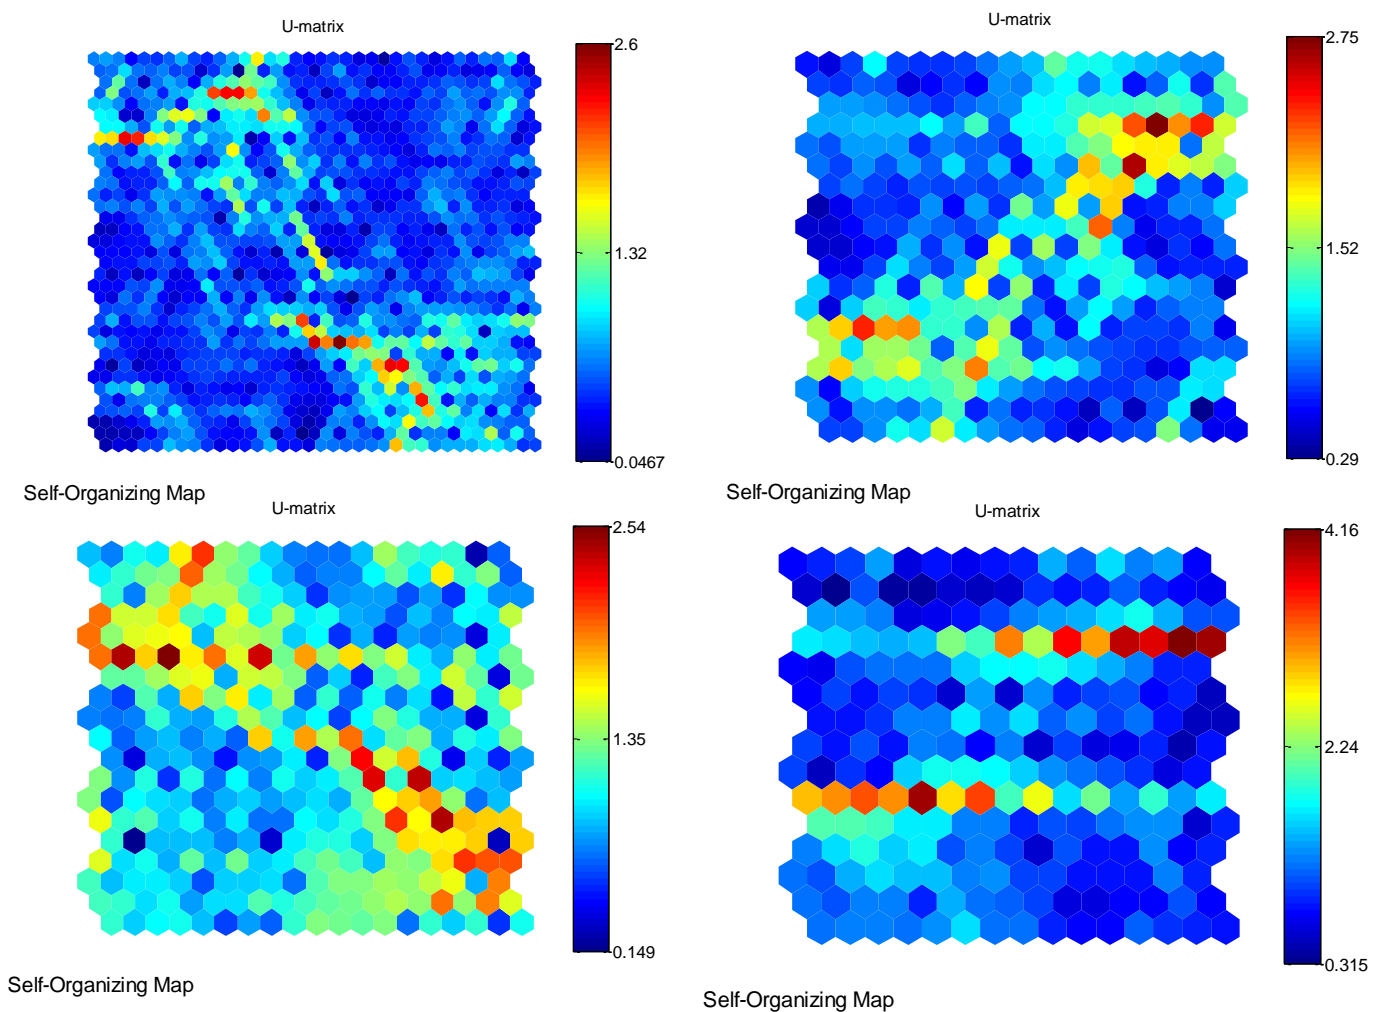 U-matrix
2.6
1.32
0.0467
Self-Organizing Map
U-matrix
2.75
1.52
0.29
Self-Organizing Map
U-matrix
2.54
1.35
0.149
Self-Organizing Map
U-matrix
4.16
2.24
0.315
Self-Organizing Map